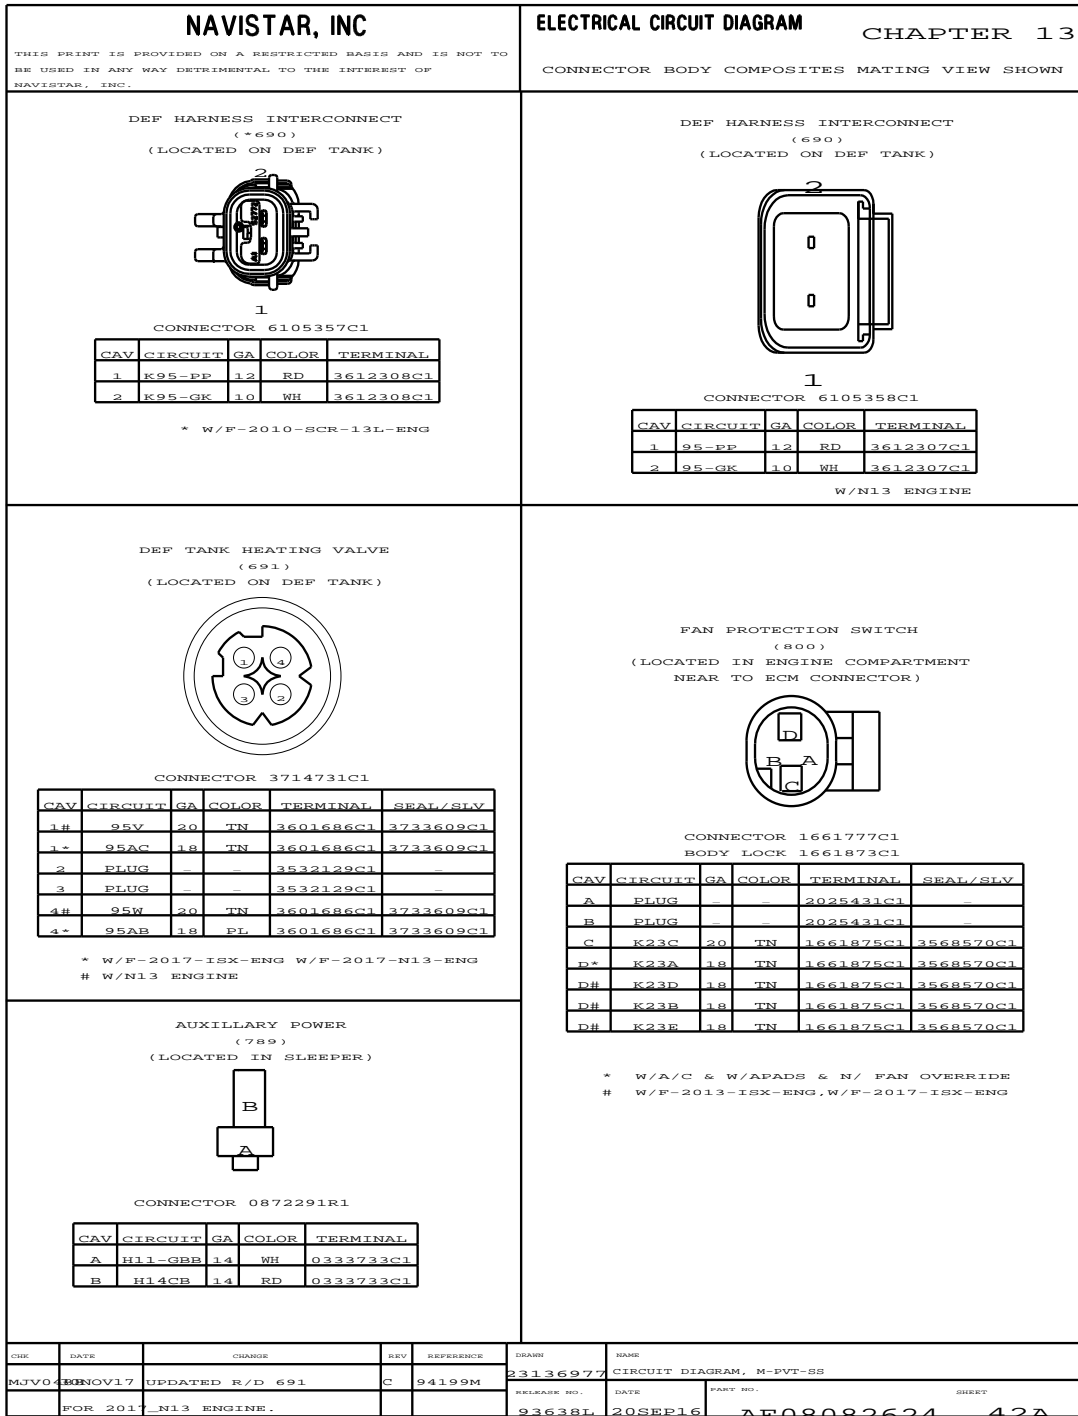 NAVISTAR, INC
THIS PRINT IS PROVIDED ON A RESTRICTED BASIS AND IS NOT TO
BE USED IN ANY WAY DETRIMENTAL TO THE INTEREST OF
NAVISTAR, INC.
ELECTRICAL CIRCUIT DIAGRAM
CHAPTER 13
CONNECTOR BODY COMPOSITES MATING VIEW SHOWN
DEF HARNESS INTERCONNECT
(*690)
(LOCATED ON DEF TANK)
2
1
CONNECTOR 6105357C1
CAV CIRCUIT GA COLOR TERMINAL
1 K95-PP 12 RD 3612308C1
2 K95-GK 10 WH 3612308C1
* W/F-2010-SCR-13L-ENG
DEF HARNESS INTERCONNECT
(690)
(LOCATED ON DEF TANK)
2
1
CONNECTOR 6105358C1
CAV CIRCUIT GA COLOR TERMINAL
1 95-PP 12 RD 3612307C1
2 95-GK 10 WH 3612307C1
W/N13 ENGINE
DEF TANK HEATING VALVE
(691)
(LOCATED ON DEF TANK)
1 4
3 2
CONNECTOR 3714731C1
CAV CIRCUIT GA COLOR TERMINAL SEAL/SLV
1# 95V 20 TN 3601686C1 3733609C1
1* 95AC 18 TN 3601686C1 3733609C1
2 PLUG - - 3532129C1 -
3 PLUG - - 3532129C1 -
4# 95W 20 TN 3601686C1 3733609C1
4* 95AB 18 PL 3601686C1 3733609C1
* W/F-2017-ISX-ENG W/F-2017-N13-ENG
# W/N13 ENGINE
FAN PROTECTION SWITCH
(800)
(LOCATED IN ENGINE COMPARTMENT
NEAR TO ECM CONNECTOR)
D
B A
C
CONNECTOR 1661777C1
BODY LOCK 1661873C1
CAV CIRCUIT GA COLOR TERMINAL SEAL/SLV
A PLUG - - 2025431C1 -
B PLUG - - 2025431C1 -
C K23C 20 TN 1661875C1 3568570C1
D* K23A 18 TN 1661875C1 3568570C1
D# K23D 18 TN 1661875C1 3568570C1
D# K23B 18 TN 1661875C1 3568570C1
D# K23E 18 TN 1661875C1 3568570C1
* W/A/C & W/APADS & N/ FAN OVERRIDE
# W/F-2013-ISX-ENG,W/F-2017-ISX-ENG
AUXILLARY POWER
(789)
(LOCATED IN SLEEPER)
B
A
CONNECTOR 0872291R1
CAV CIRCUIT GA COLOR TERMINAL
A H11-GBB 14 WH 0333733C1
B H14CB 14 RD 0333733C1
CHK DATE CHANGE REV REFERENCE
UPDATED R/D 691 C 94199M
FOR 2017_N13 ENGINE.
DRAWN NAME
23136977 CIRCUIT DIAGRAM, M-PVT-SS
RELEASE NO. DATE PART NO. SHEET
93638L 20SEP16 AF08082624 42A